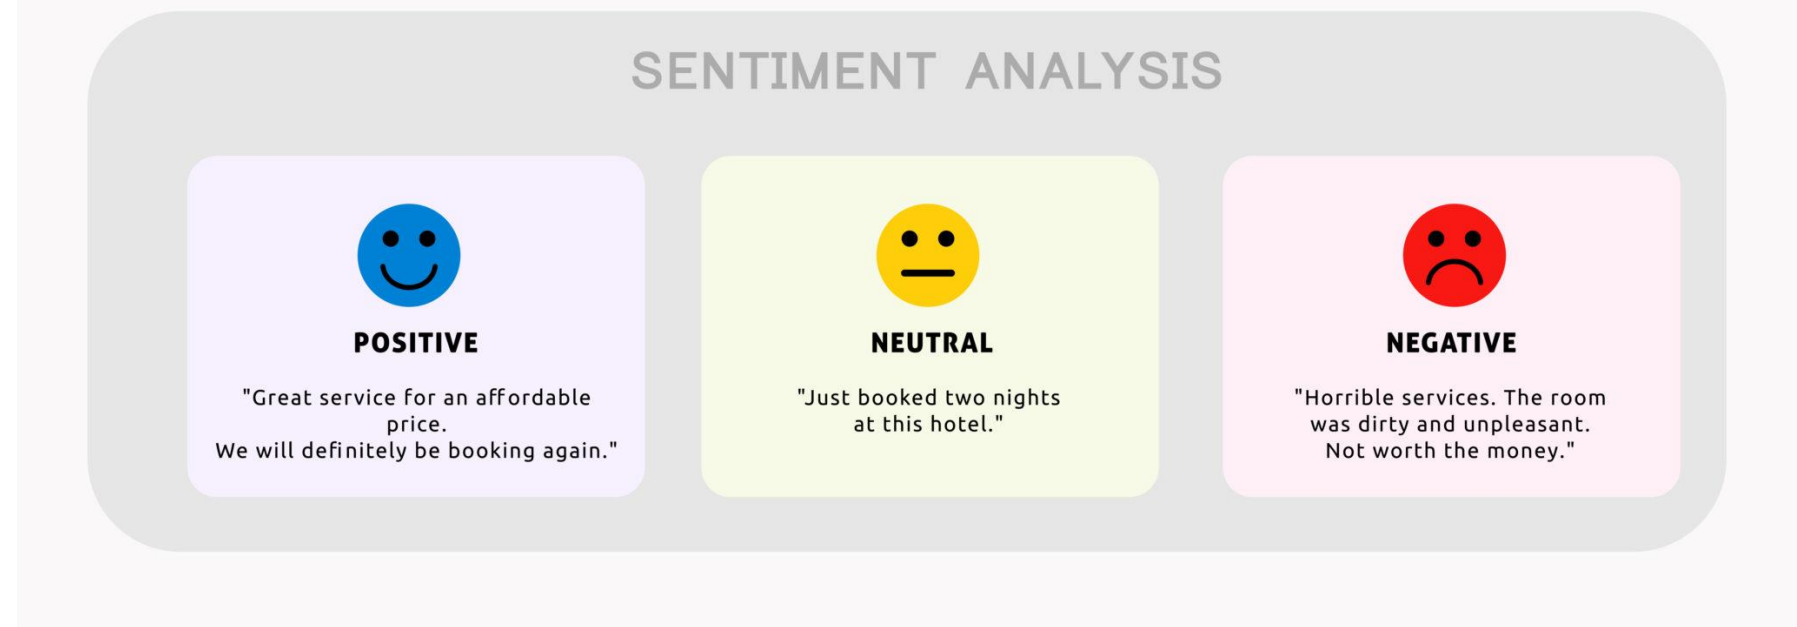 SENTIMENT ANALYSIS
POSITIVE
"Great service for an affordable
price.
We will definitely be booking again."
NEUTRAL
"Just booked two nights
at this hotel."
NEGATIVE
"Horrible services. The room
was dirty and unpleasant.
Not worth the money."